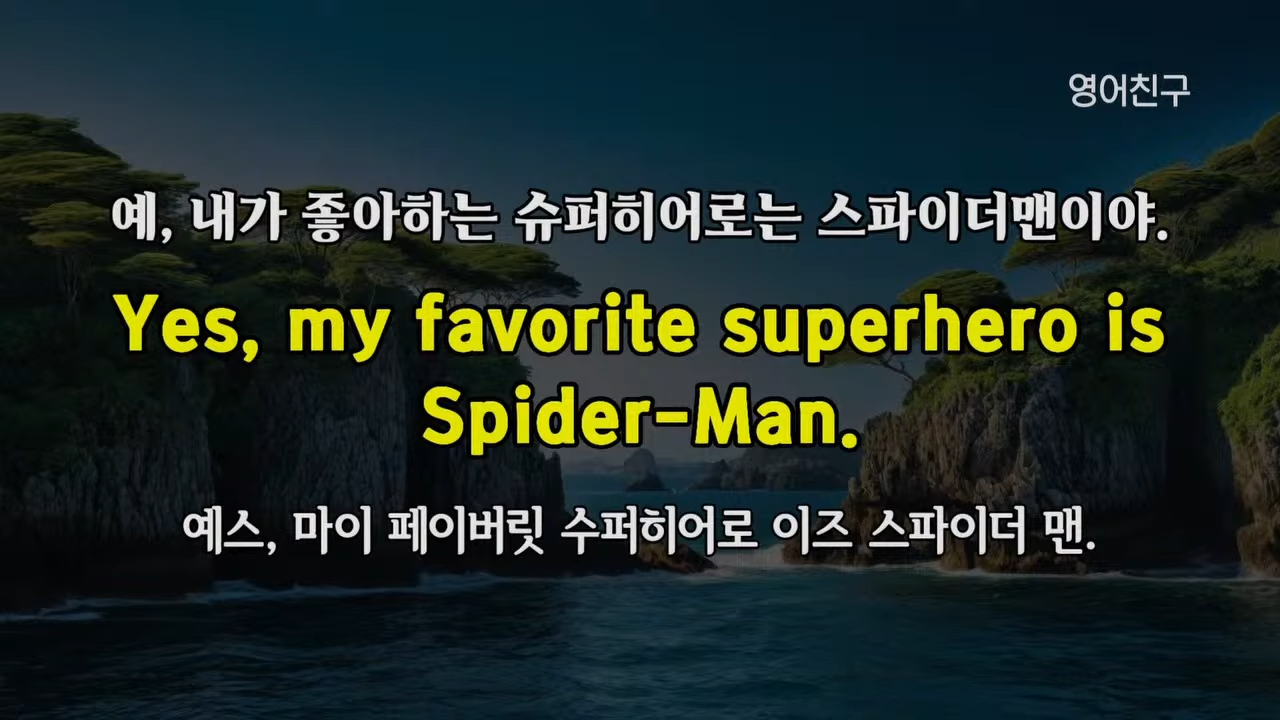 영어친구
예, 내가 좋아하는 슈퍼히어로는 스파이더맨이야.
Yes, my favorite superhero is
Spider-Man.
예스, 마이 페이버릿 수퍼히어로 이즈 스파이더 맨.